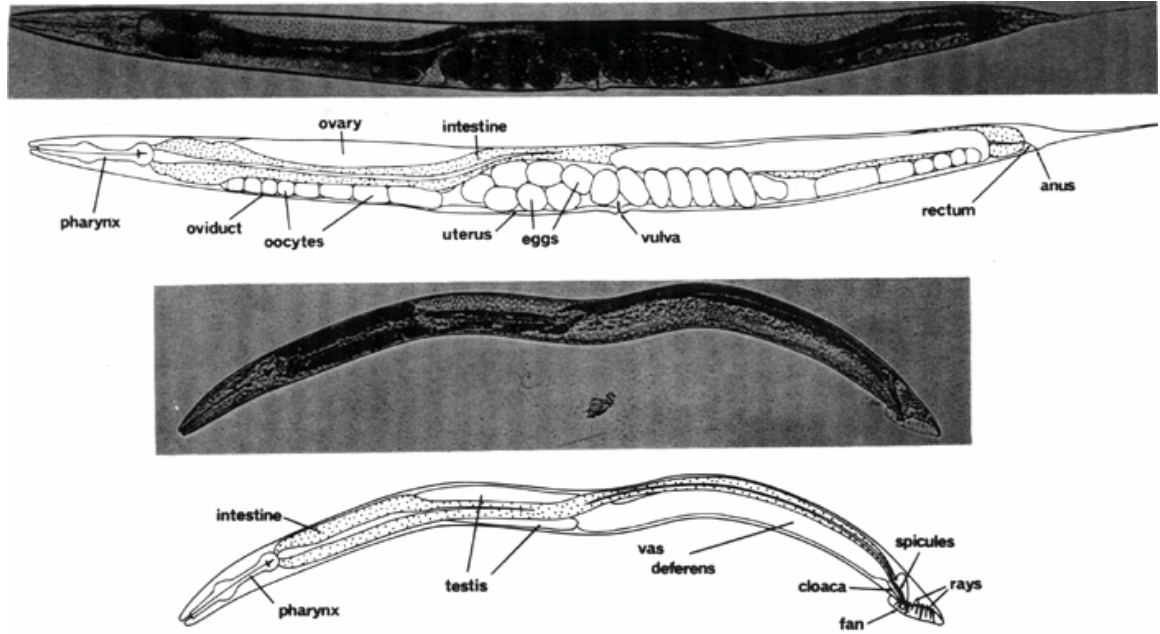 ovary
intestine
pharynx
oviduct
oocytes
uterus
eggs
vulva
rectum
anus
intestine
pharynx
testis
vas
deferens
spicules
cloaca
rays
fan